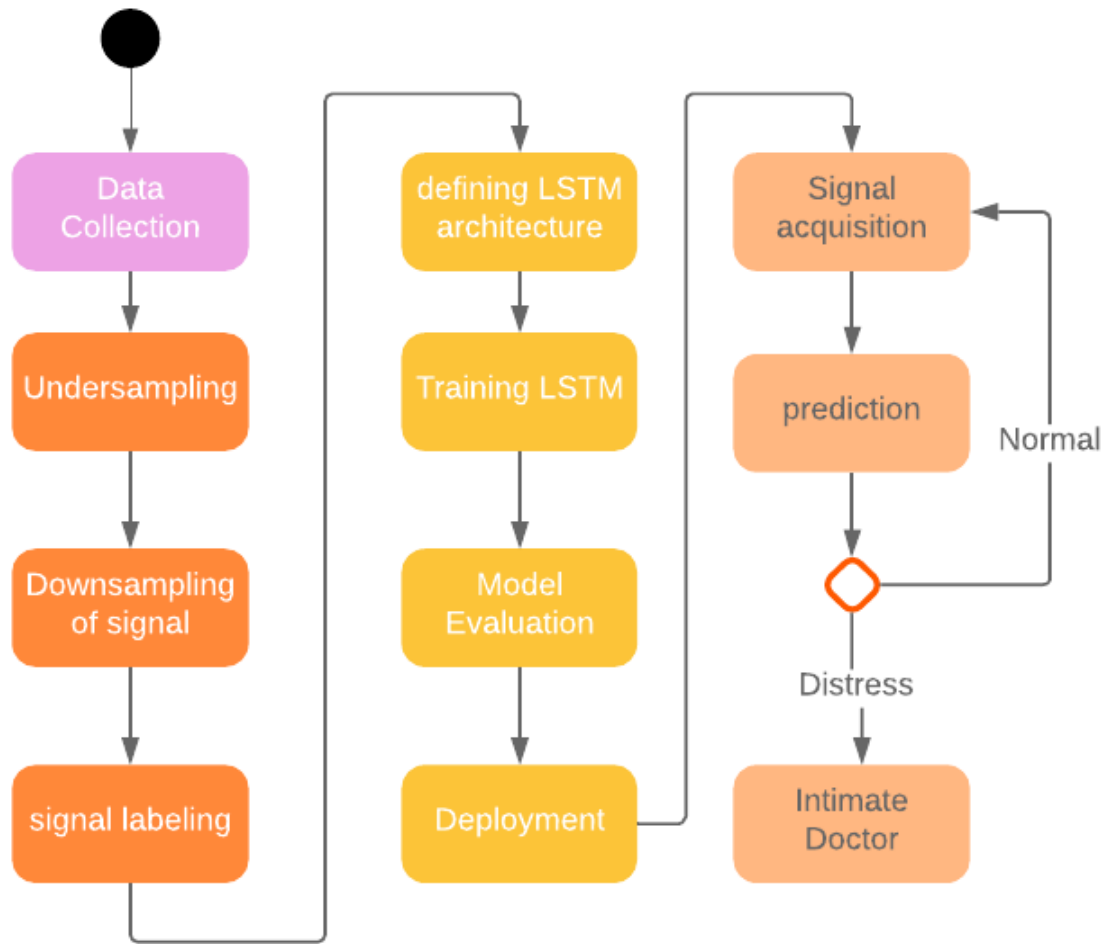 Data
Collection
Undersampling
Downsampling
of signal
signal labeling
defining LSTM
architecture
Training LSTM
Model
Evaluation
Deployment
Signal
acquisition
prediction
Normal
Distress
Intimate
Doctor